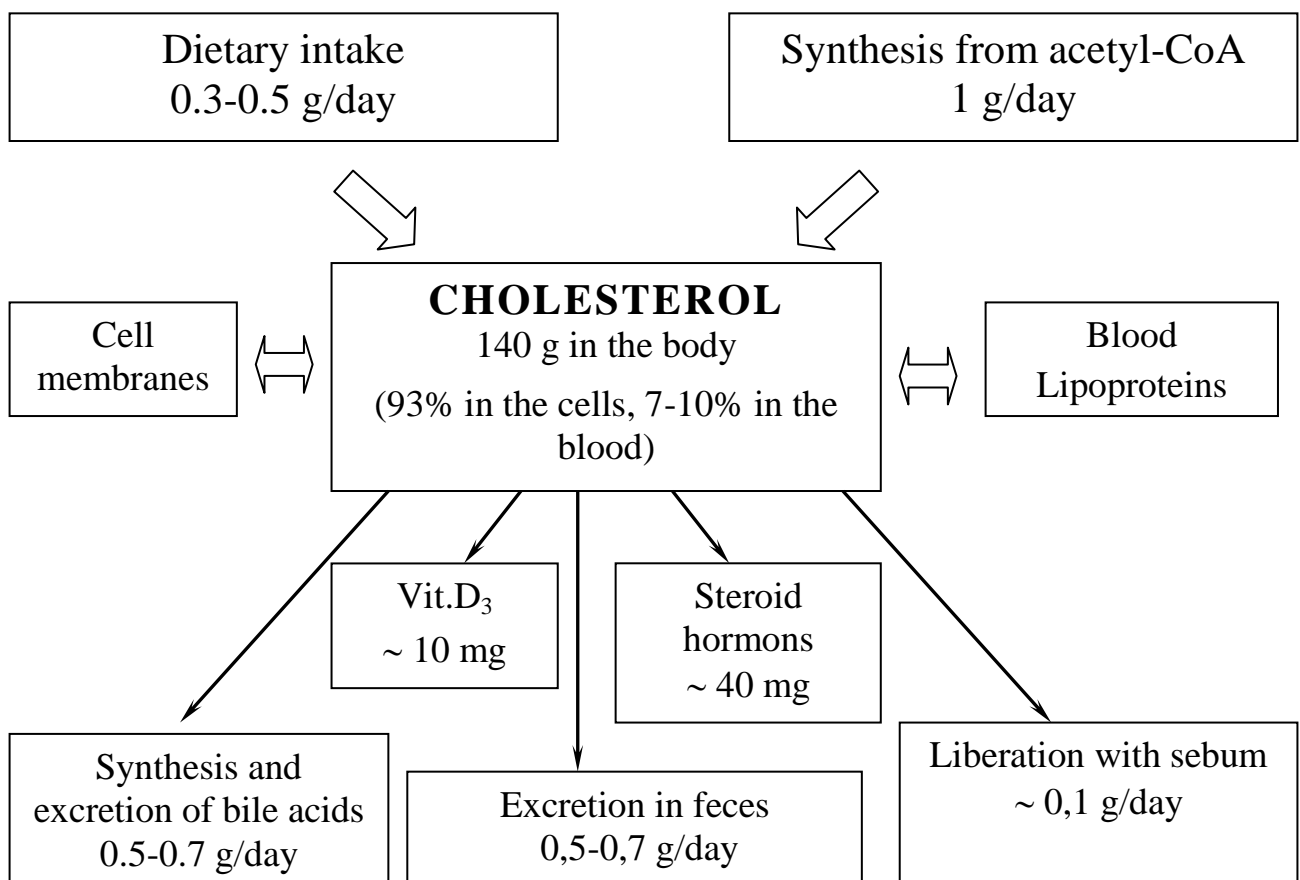 Dietary intake
0.3-0.5 g/day
Synthesis from acetyl-CoA
1 g/day
CHOLESTEROL
140 g in the body
(93% in the cells, 7-10% in the
blood)
Cell
membranes
Blood
Lipoproteins
Vit.D₃
~ 10 mg
Steroid
hormons
~ 40 mg
Synthesis and
excretion of bile acids
0.5-0.7 g/day
Excretion in feces
0,5-0,7 g/day
Liberation with sebum
~ 0,1 g/day